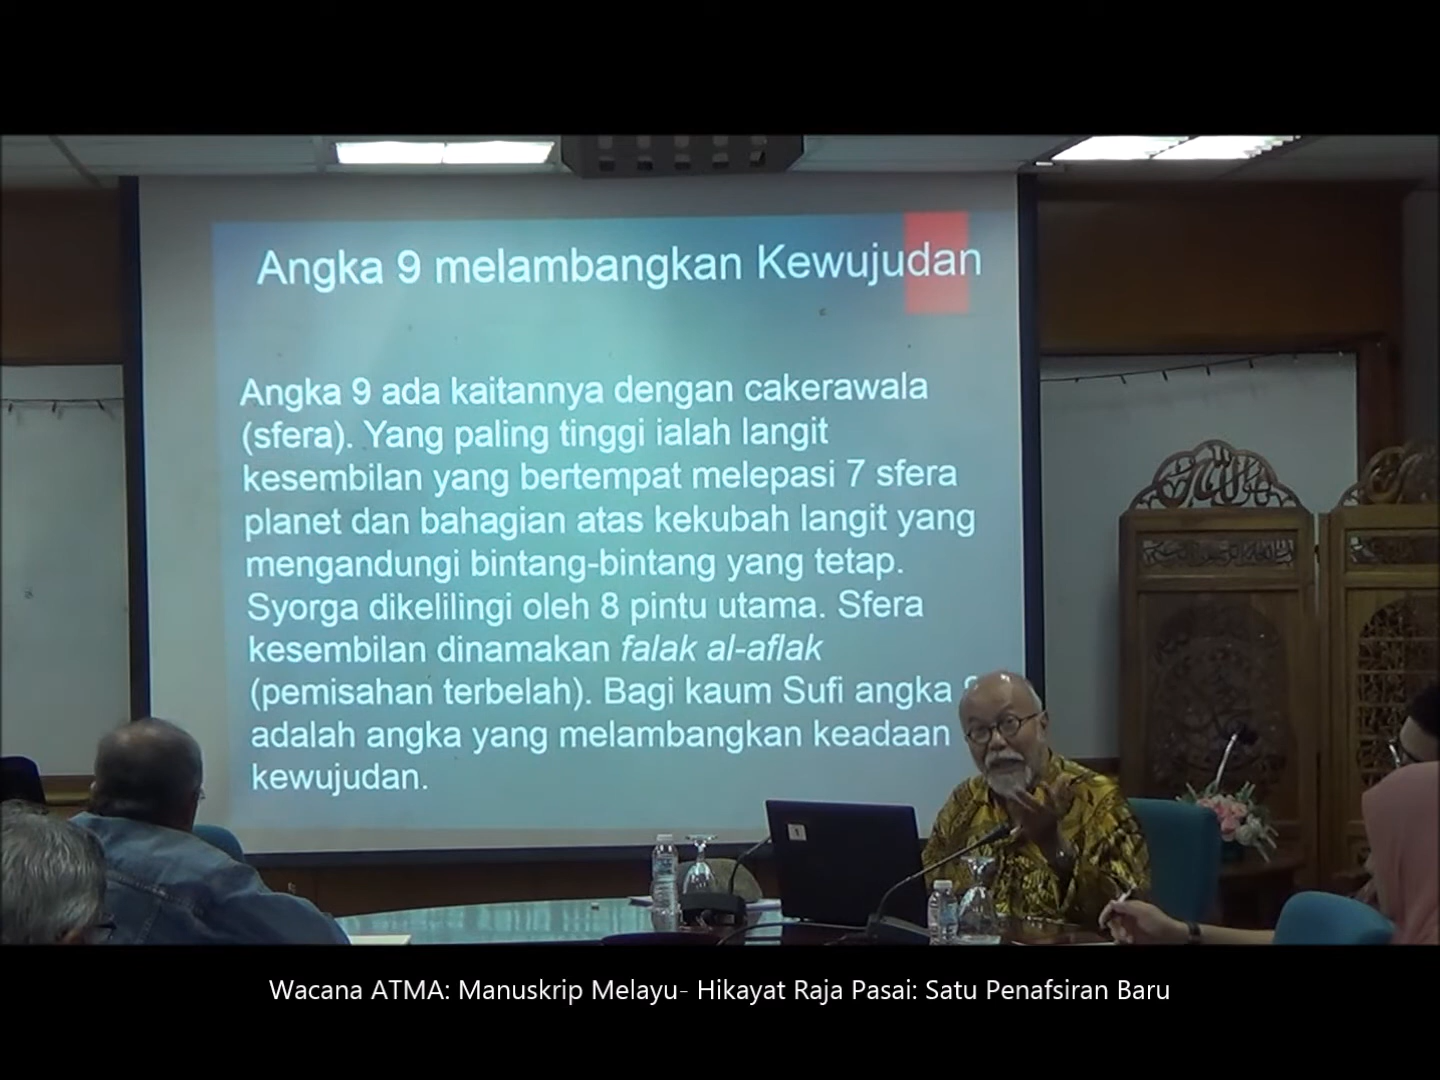 Angka 9 melambangkan Kewujudan
Angka 9 ada kaitannya dengan cakerawala
(sfera). Yang paling tinggi ialah langit
kesembilan yang bertempat melepasi 7 sfera
planet dan bahagian atas kekubah langit yang
mengandungi bintang-bintang yang tetap.
Syorga dikelilingi oleh 8 pintu utama. Sfera
kesembilan dinamakan falak al-aflak
(pemisahan terbelah). Bagi kaum Sufi angka
adalah angka yang melambangkan keadaan
kewujudan.
Wacana ATMA: Manuskrip Melayu- Hikayat Raja Pasai: Satu Penafsiran Baru